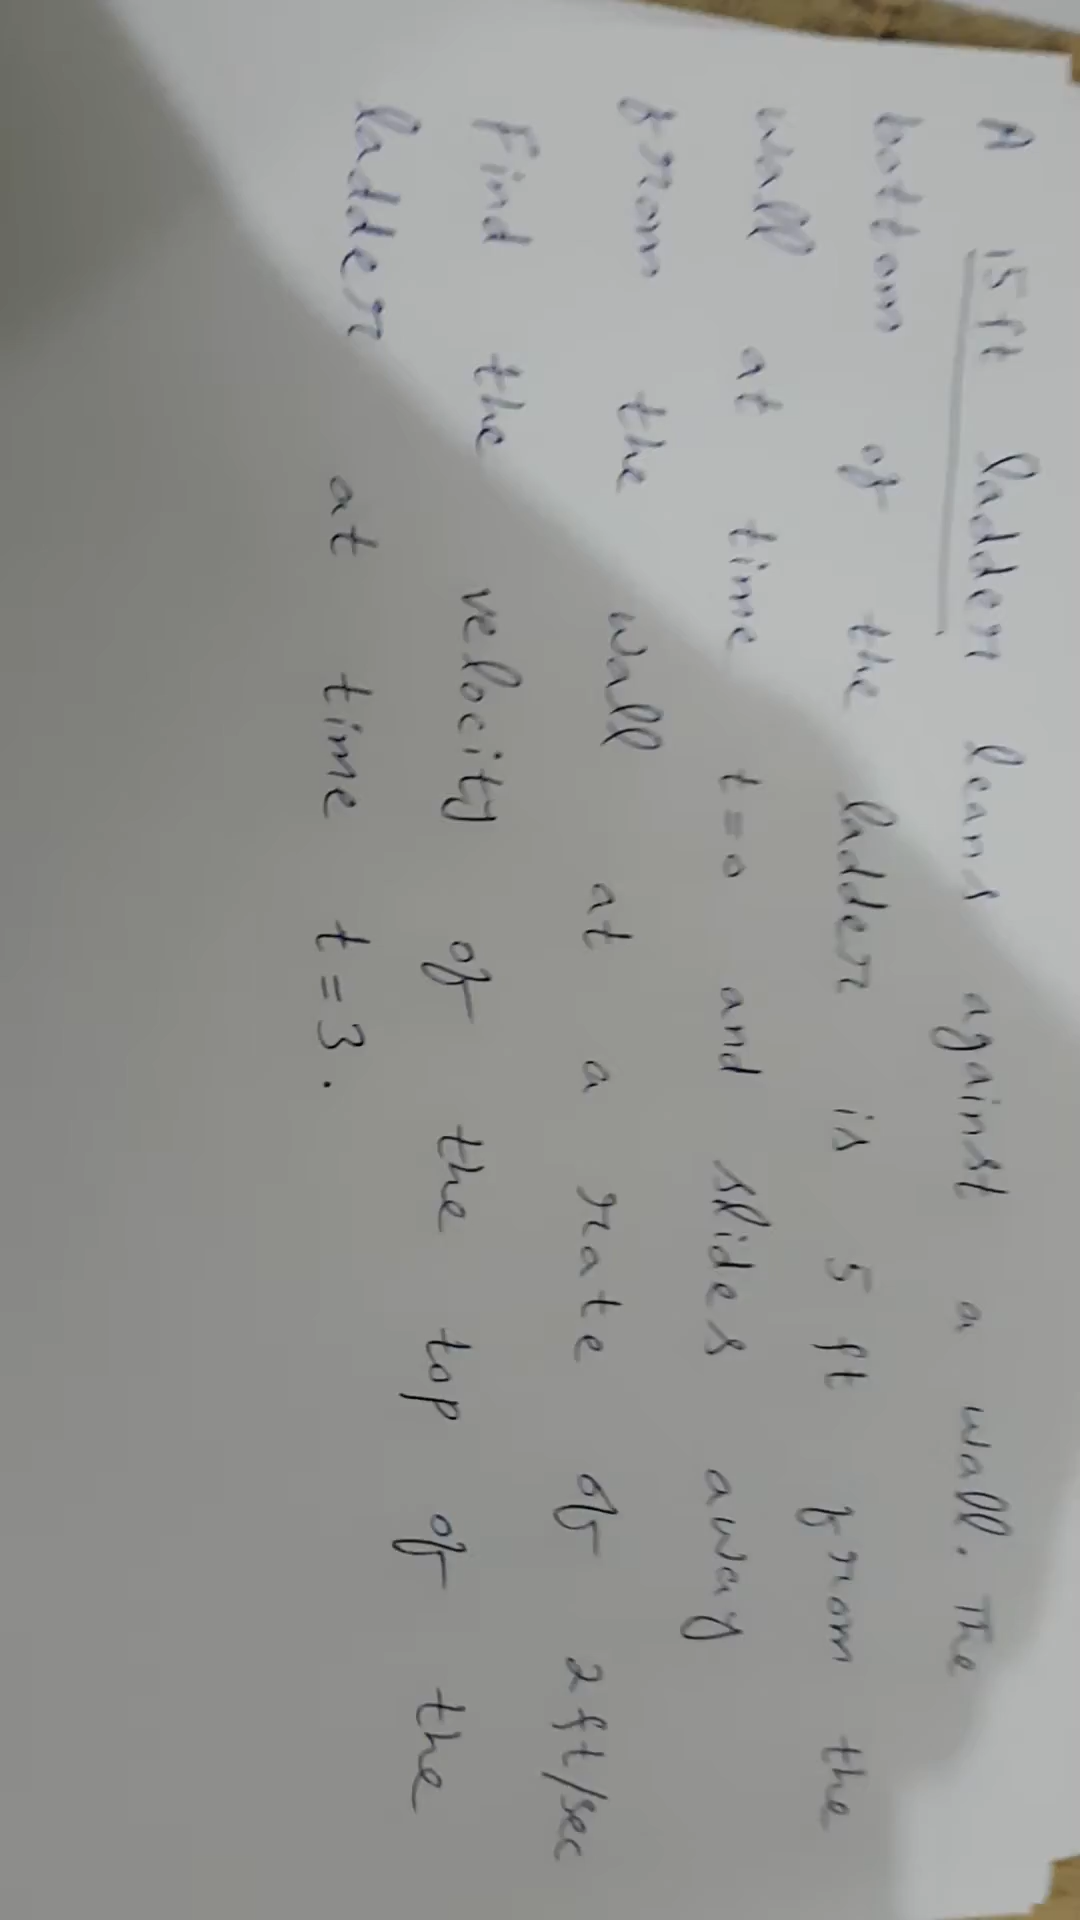 A 15 ft ladder leans against a wall. The
bottom of the ladder is 5 ft from the
wall at time t=0 and slides away
from the wall at a rate of 2ft/sec
Find the velocity of the top of the
ladder at time t=3.